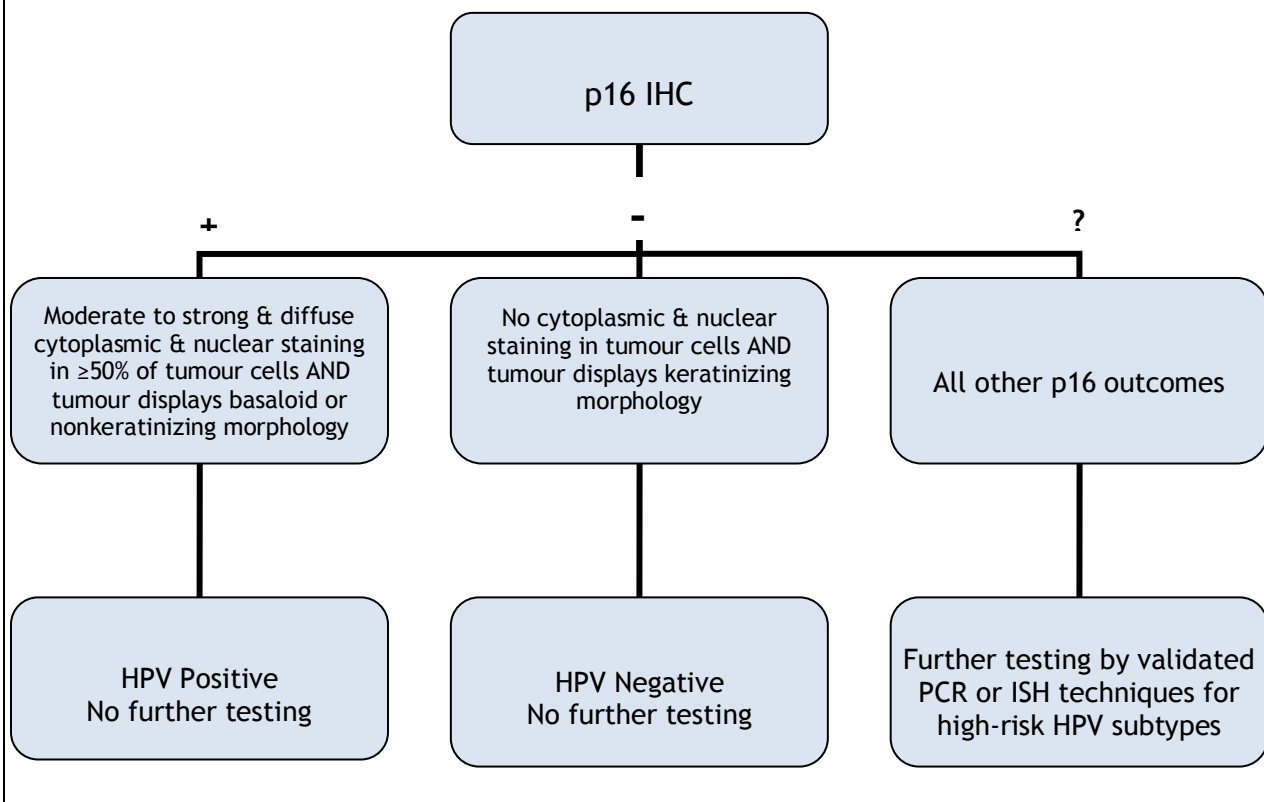 p16 IHC
+
-
?
Moderate to strong & diffuse
cytoplasmic & nuclear staining
in ≥50% of tumour cells AND
tumour displays basaloid or
nonkeratinizing morphology
No cytoplasmic & nuclear
staining in tumour cells AND
tumour displays keratinizing
morphology
All other p16 outcomes
HPV Positive
No further testing
HPV Negative
No further testing
Further testing by validated
PCR or ISH techniques for
high-risk HPV subtypes